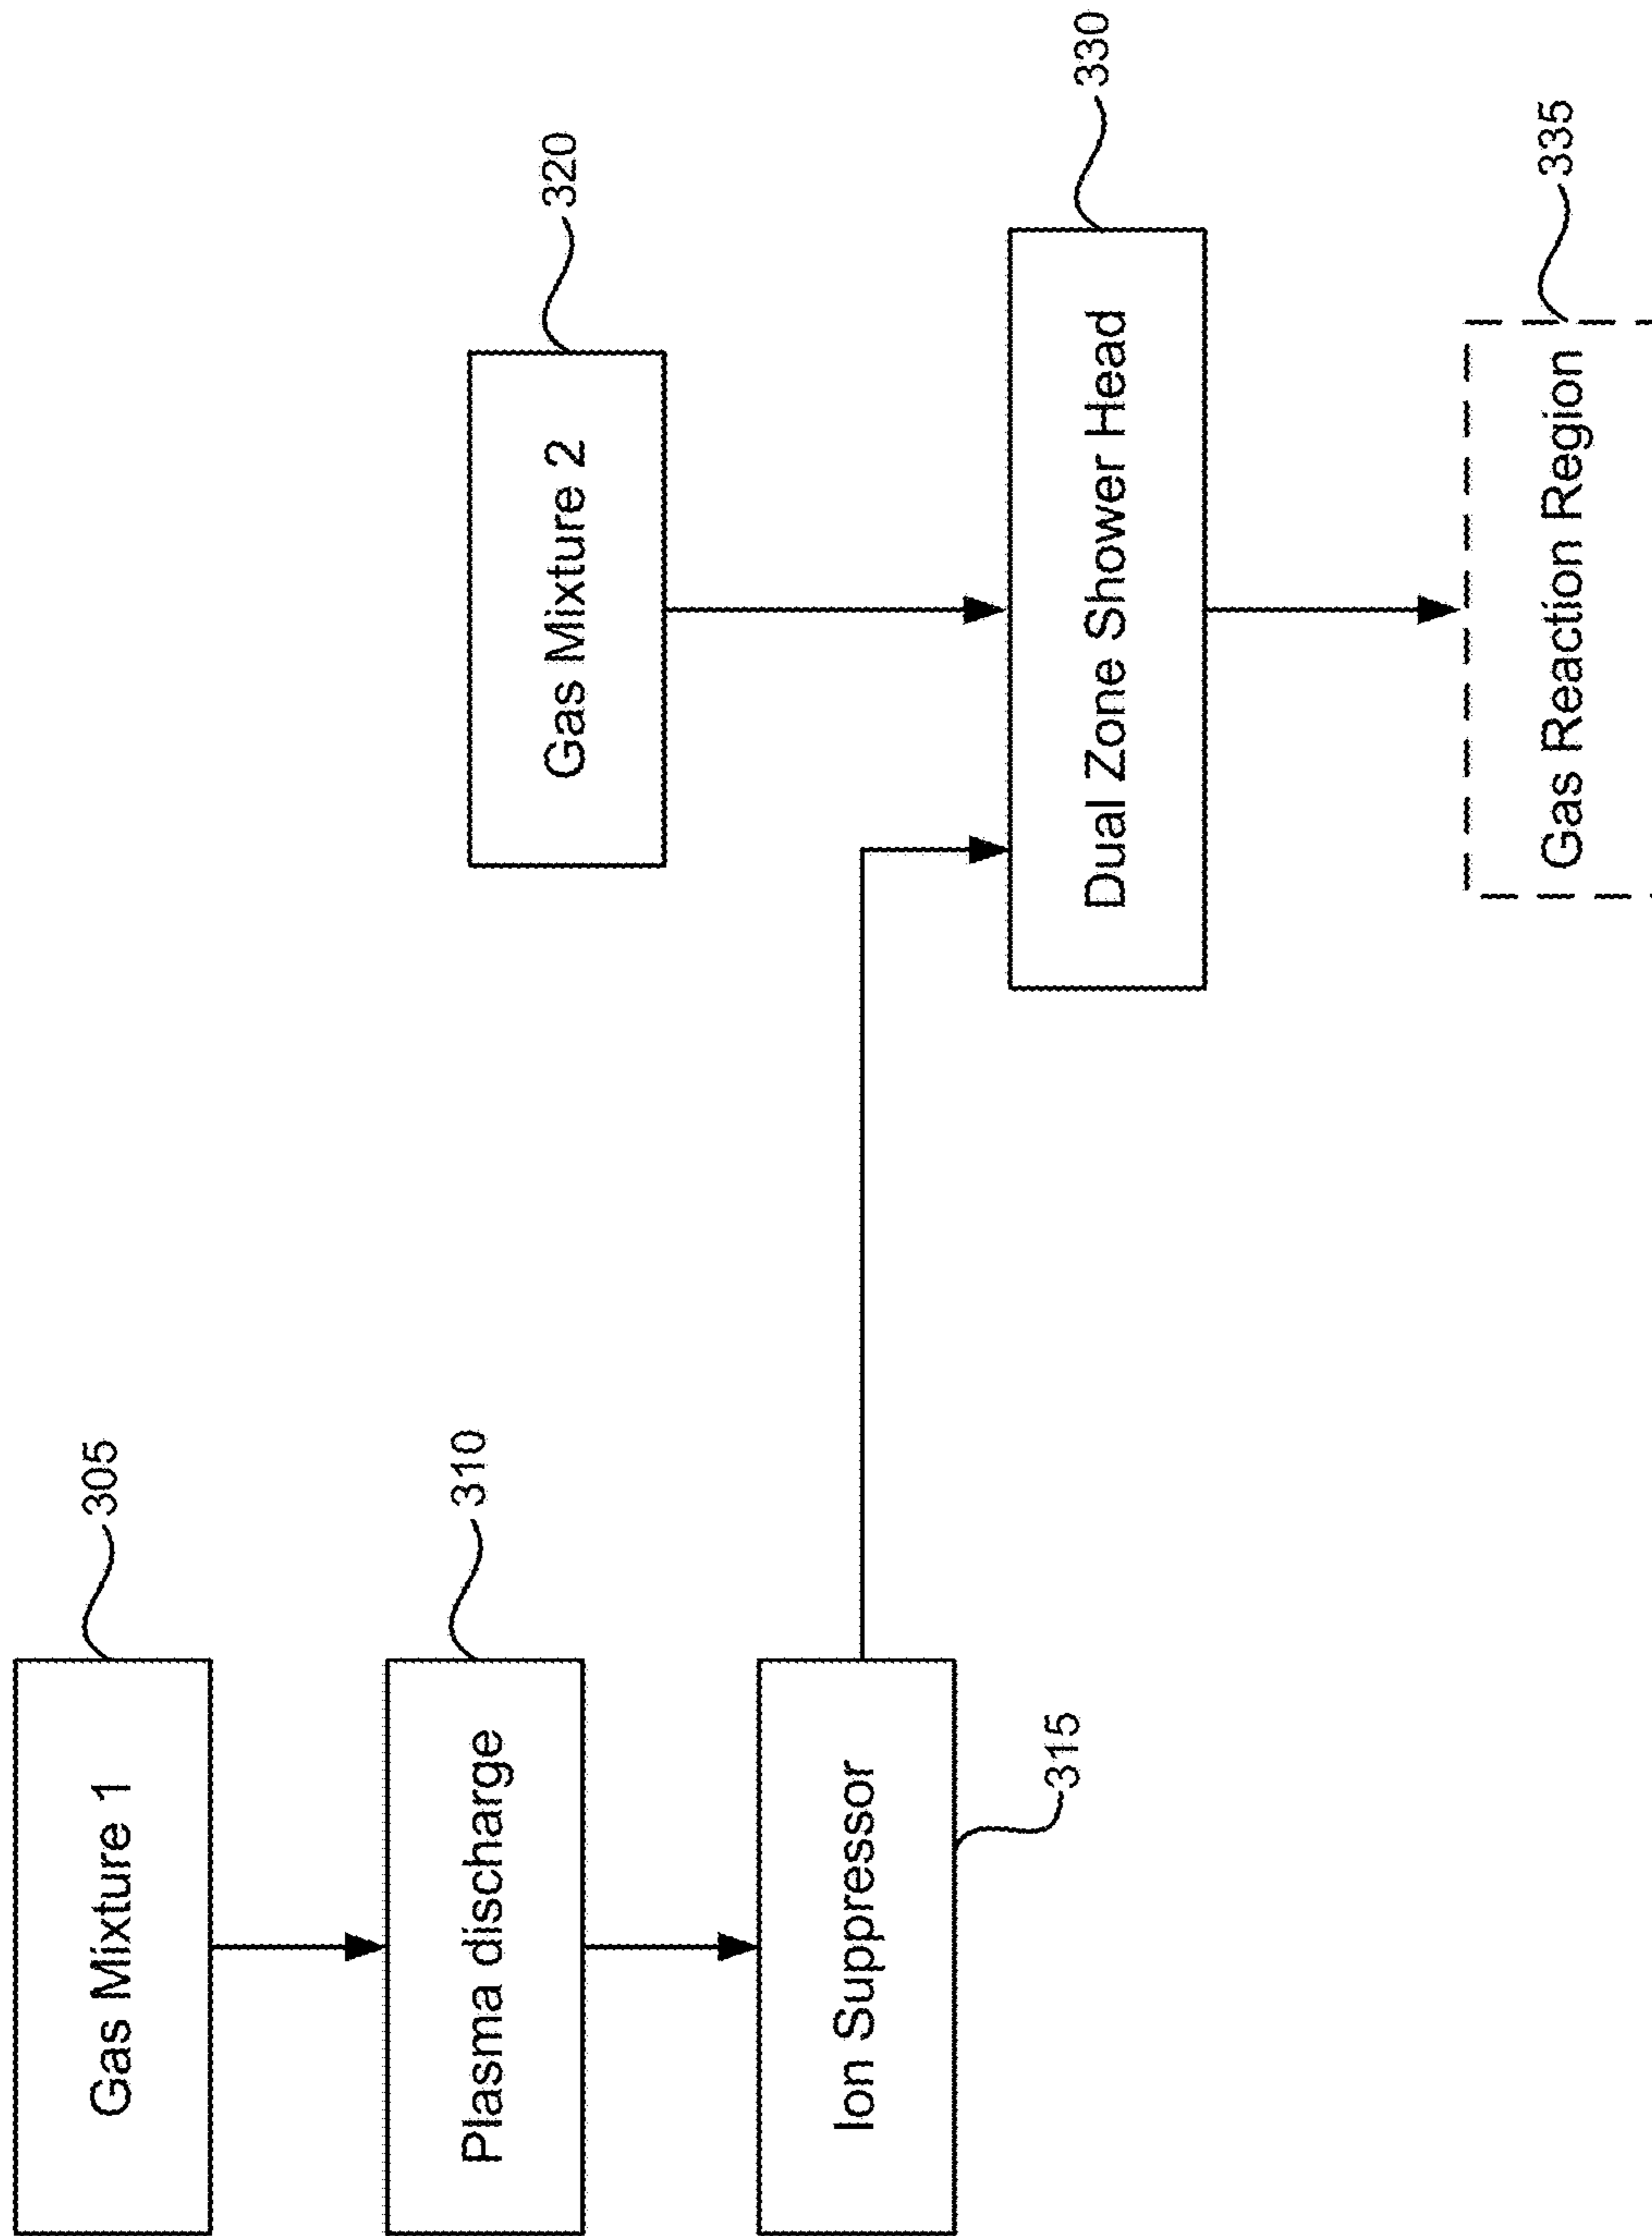 Gas Mixture 1
305
Plasma discharge
310
Ion Suppressor
315
Gas Mixture 2
320
Dual Zone Shower Head
330
Gas Reaction Region
335